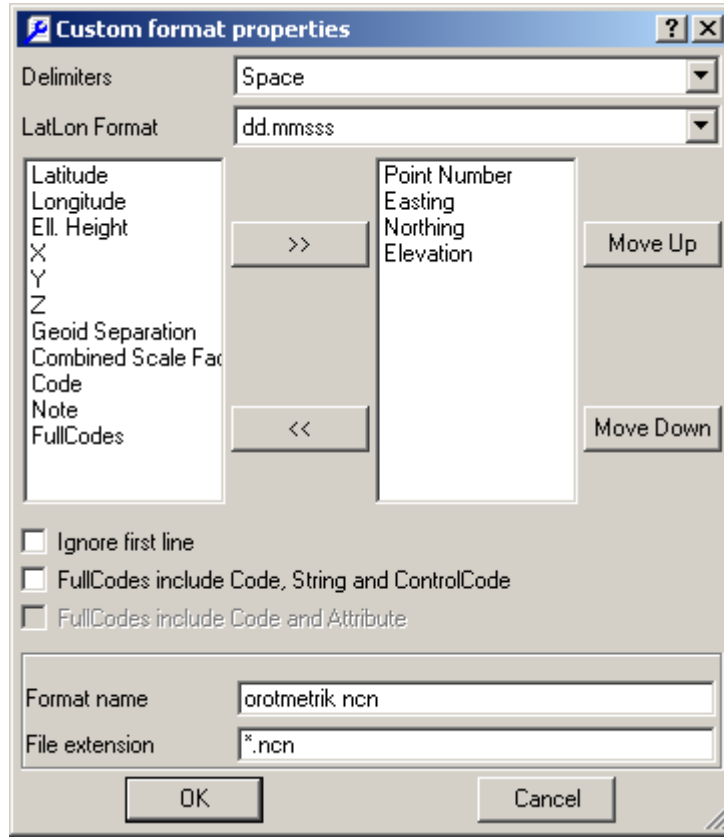 Custom format properties
Delimiters Space
LatLon Format dd.mmsss
Latitude
Longitude
Ell. Height
X
Y
Z
Geoid Separation
Combined Scale Fac
Code
Note
FullCodes
>>
<<
Point Number
Easting
Northing
Elevation
Move Up
Move Down
Ignore first line
FullCodes include Code, String and ControlCode
FullCodes include Code and Attribute
Format name orotmetrik ncn
File extension *.ncn
OK Cancel